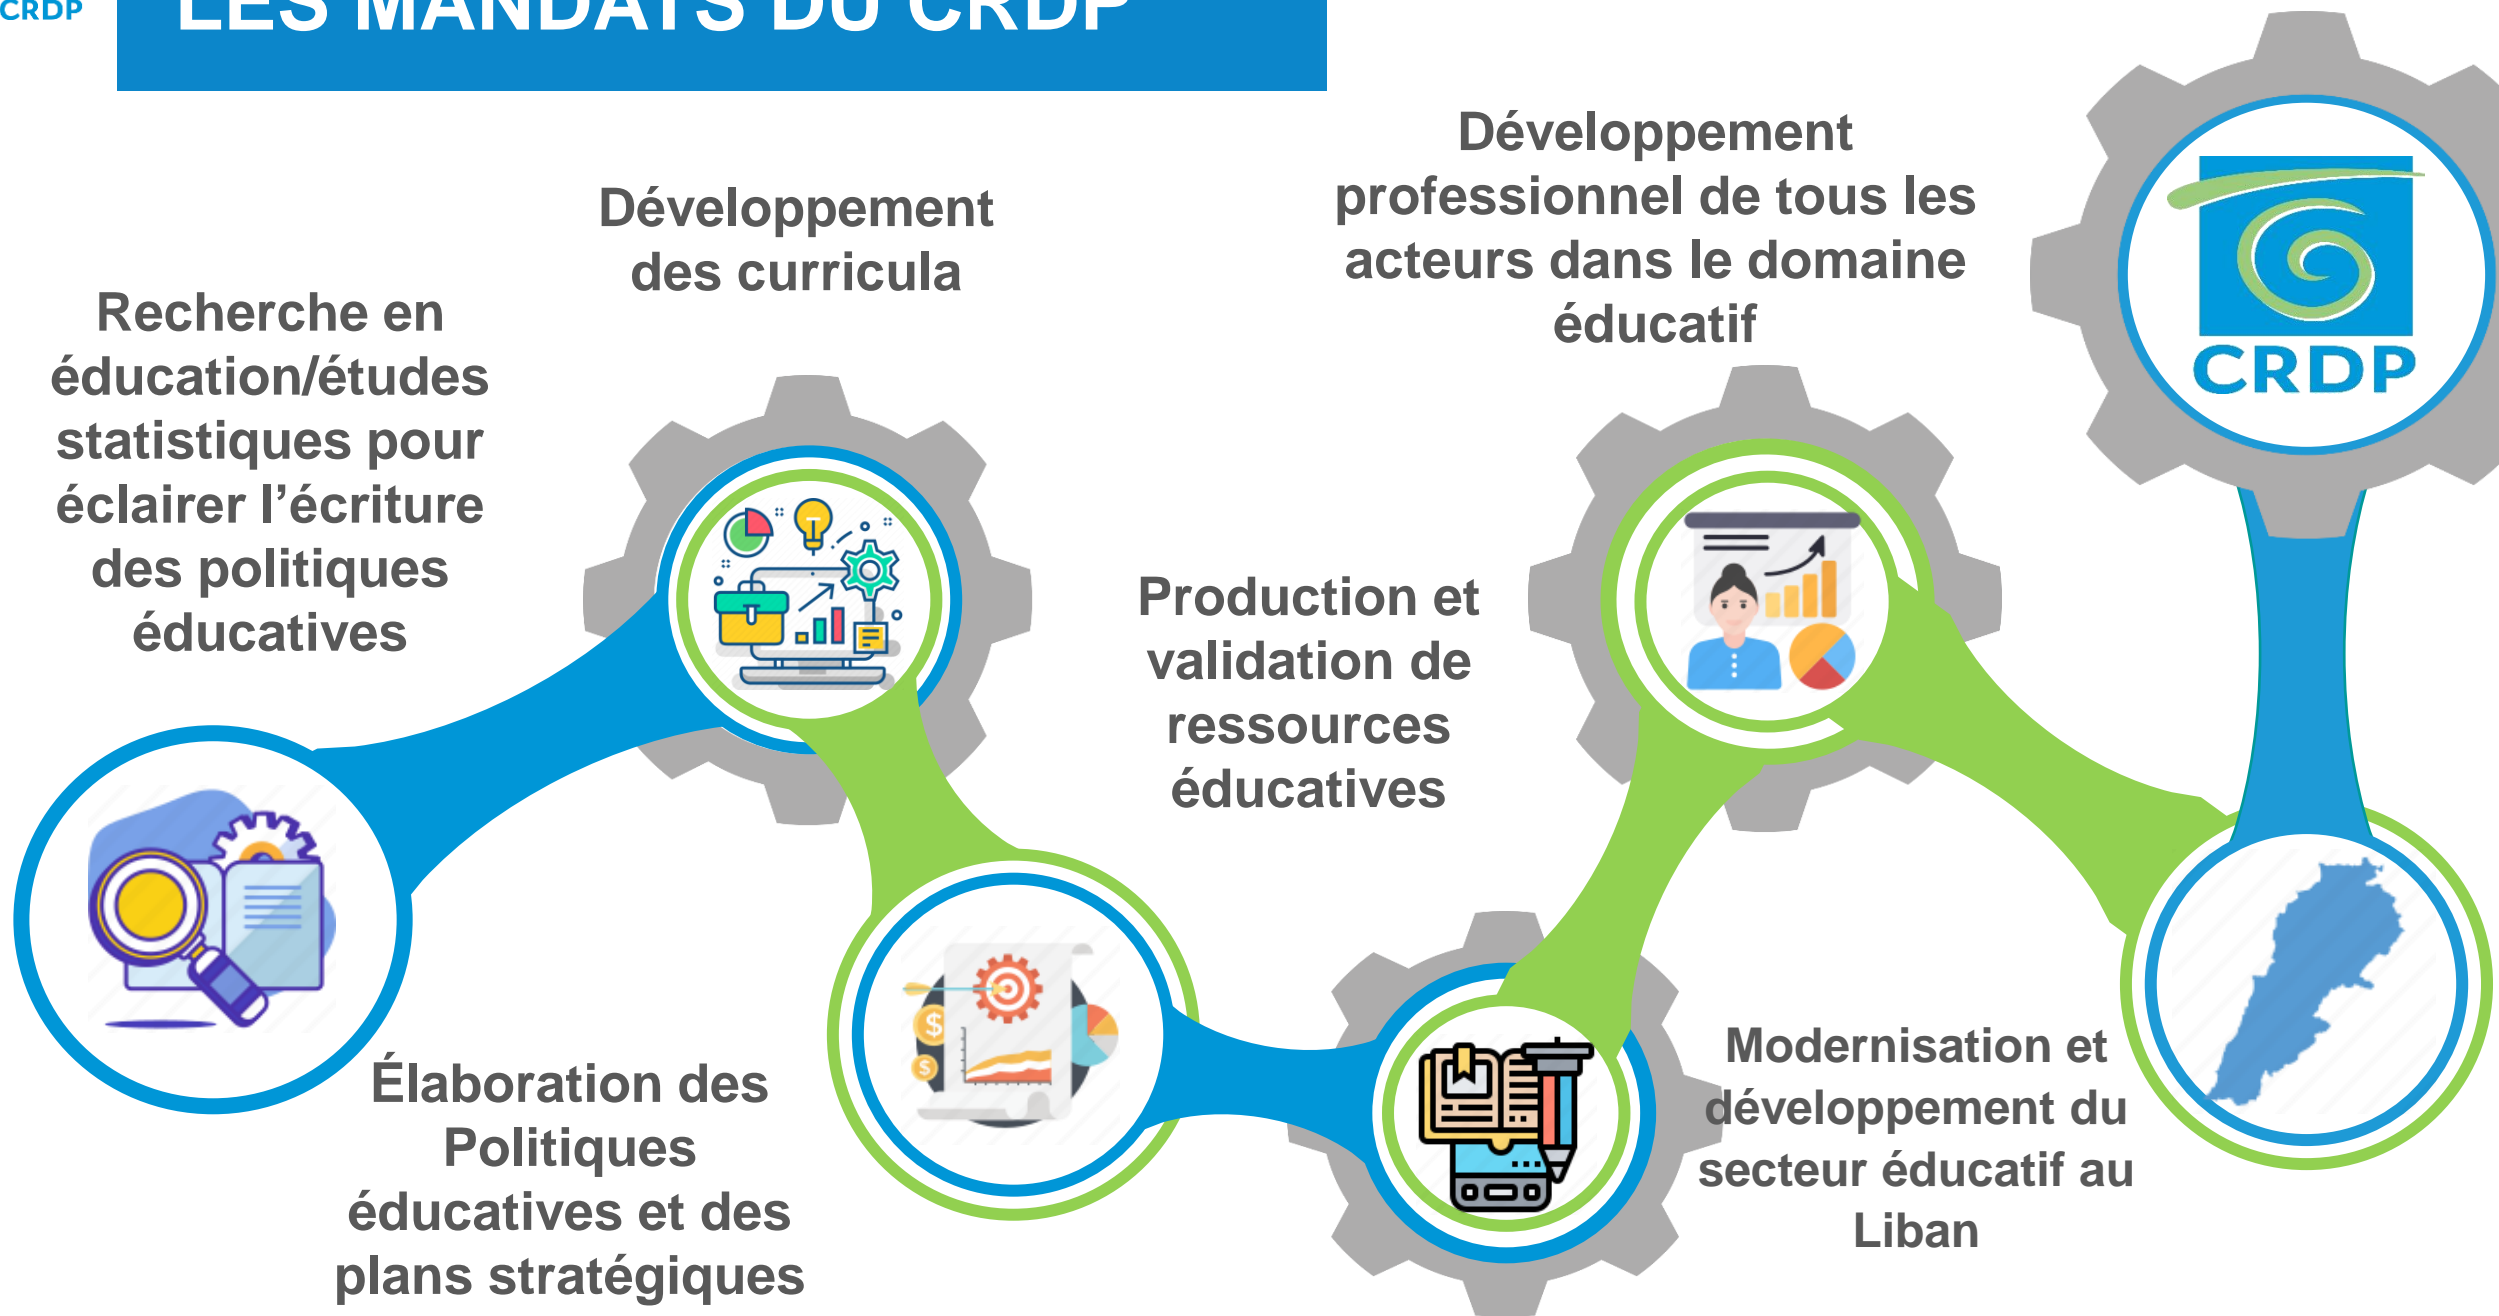 CRDP
LES MANDATS DU CRDP
Recherche en
éducation/études
statistiques pour
éclairer l’écriture
des politiques
éducatives
Développement
des curricula
Élaboration des
Politiques
éducatives et des
plans stratégiques
Production et
validation de
ressources
éducatives
Développement
professionnel de tous les
acteurs dans le domaine
éducatif
Modernisation et
développement du
secteur éducatif au
Liban
CRDP